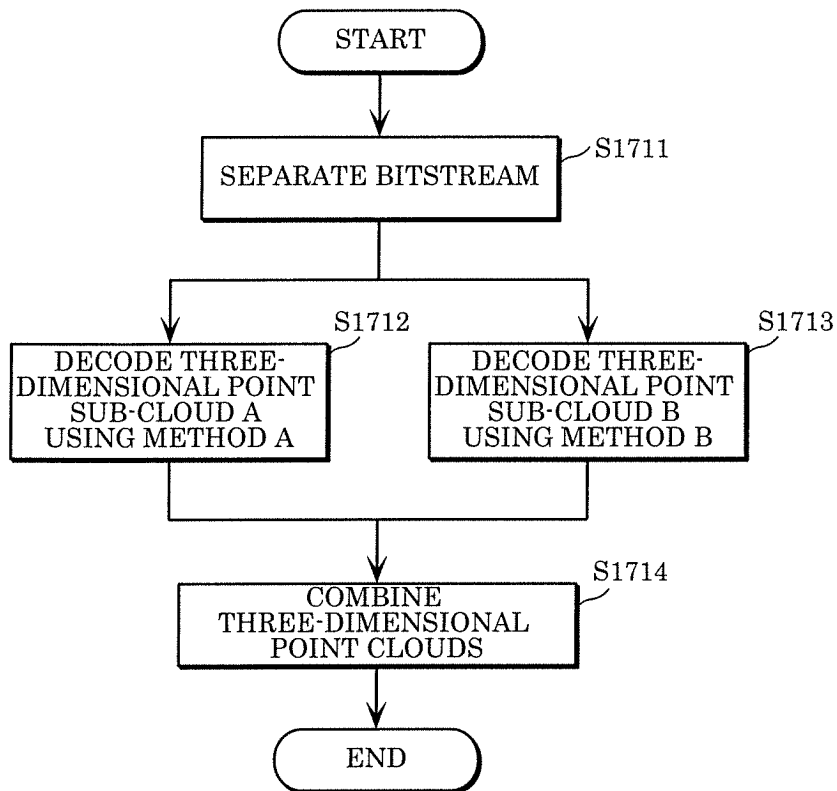 START
S1711
SEPARATE BITSTREAM
S1712
DECODE THREE-
DIMENSIONAL POINT
SUB-CLOUD A
USING METHOD A
S1713
DECODE THREE-
DIMENSIONAL POINT
SUB-CLOUD B
USING METHOD B
S1714
COMBINE
THREE-DIMENSIONAL
POINT CLOUDS
END